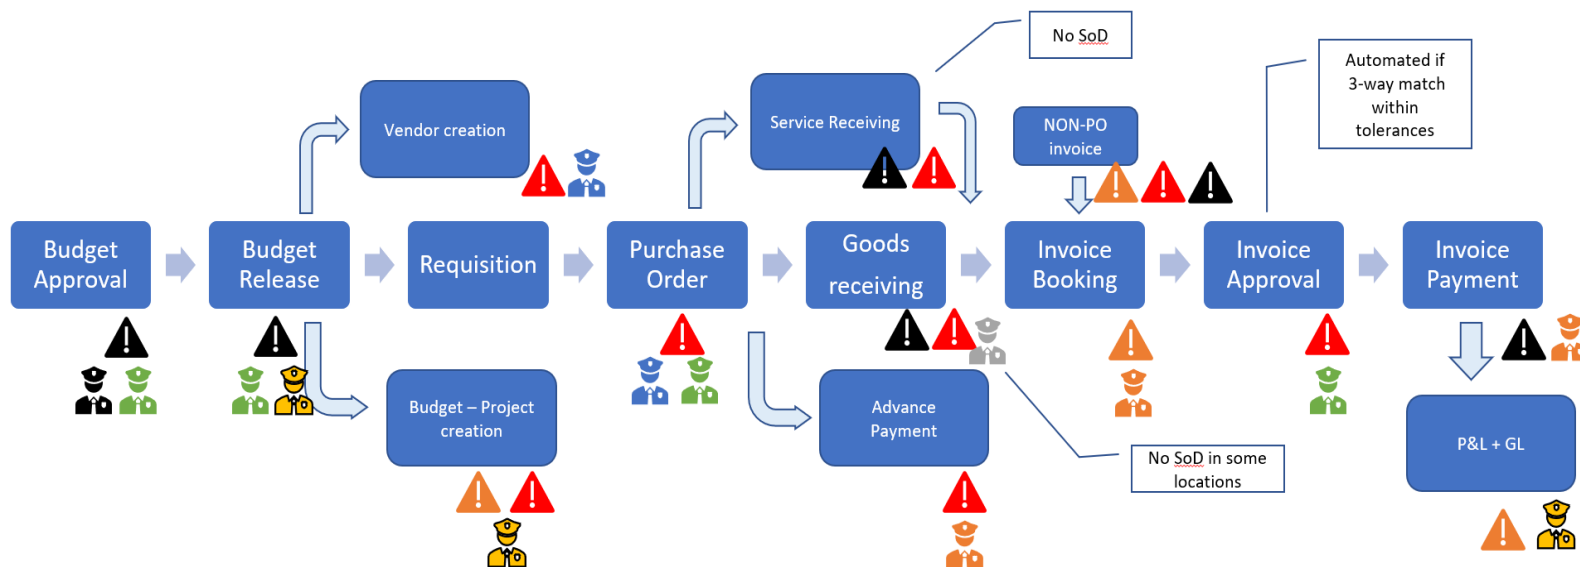 No SoD
Automated if
3-way match
within
tolerances
Vendor creation
Service Receiving
NON-PO
invoice
Budget
Approval
Budget
Release
Requisition
Purchase
Order
Goods
receiving
Invoice
Booking
Invoice
Approval
Invoice
Payment
Budget – Project
creation
Advance
Payment
No SoD in some
locations
P&L + GL